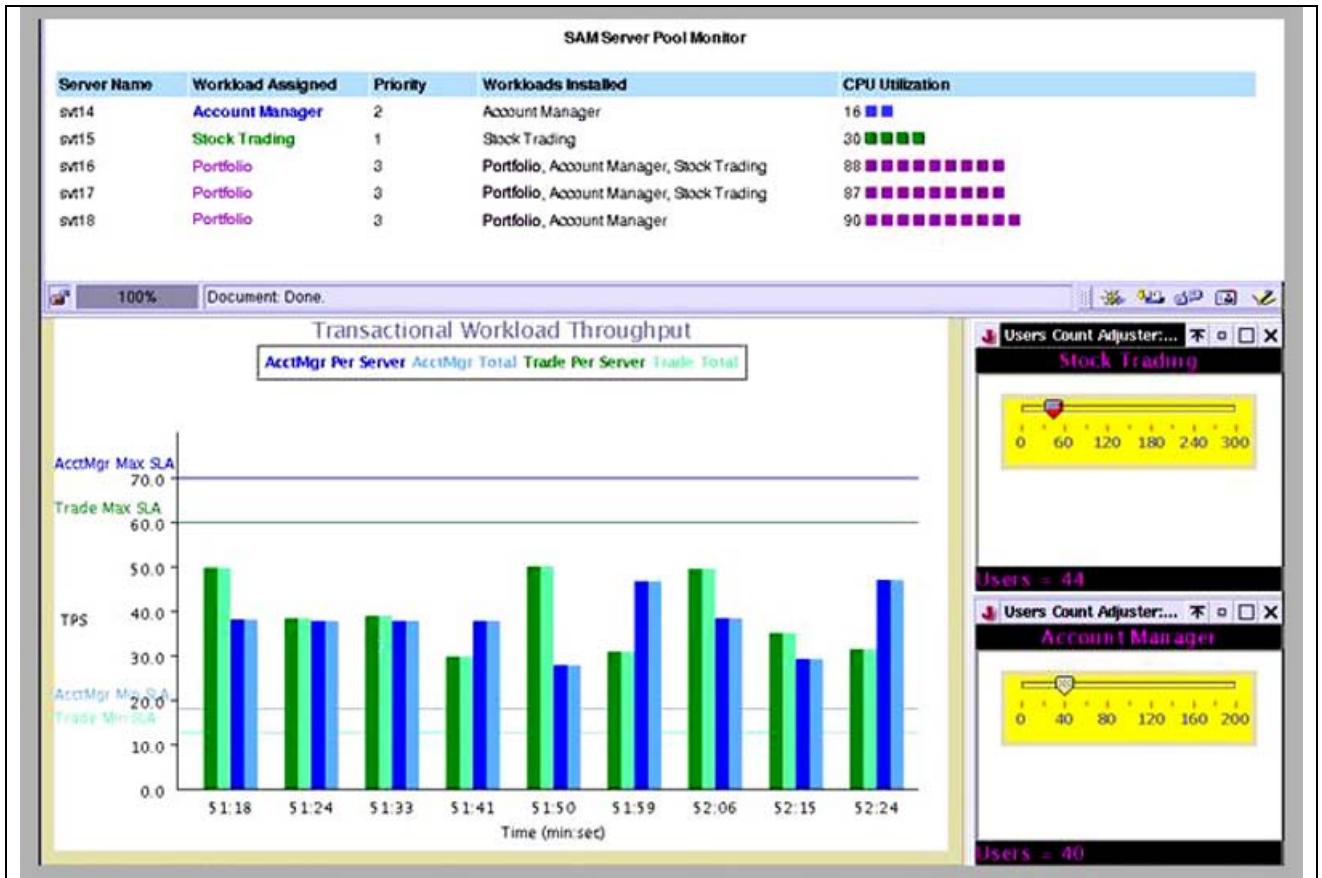 SAM Server Pool Monitor
Server Name Workload Assigned Priority Workloads Installed CPU Utilization
svt14 Account Manager 2 Account Manager 16
svt15 Stock Trading 1 Stock Trading 30
svt16 Portfolio 3 Portfolio, Account Manager, Stock Trading 88
svt17 Portfolio 3 Portfolio, Account Manager, Stock Trading 87
svt18 Portfolio 3 Portfolio, Account Manager 90
100% Document: Done.
Transactional Workload Throughput
AcctMgr Per Server AcctMgr Total Trade Per Server Trade Total
AcctMgr Max SLA
70.0
Trade Max SLA
60.0
50.0
TPS
40.0
30.0
AcctMgr Min SLA
20.0
Trade Min SLA
10.0
0.0
51:18 51:24 51:33 51:41 51:50 51:59 52:06 52:15 52:24
Time (min:sec)
Users Count Adjuster:...
Stock Trading
0 60 120 180 240 300
Users = 44
Users Count Adjuster:...
Account Manager
0 40 80 120 160 200
Users = 40